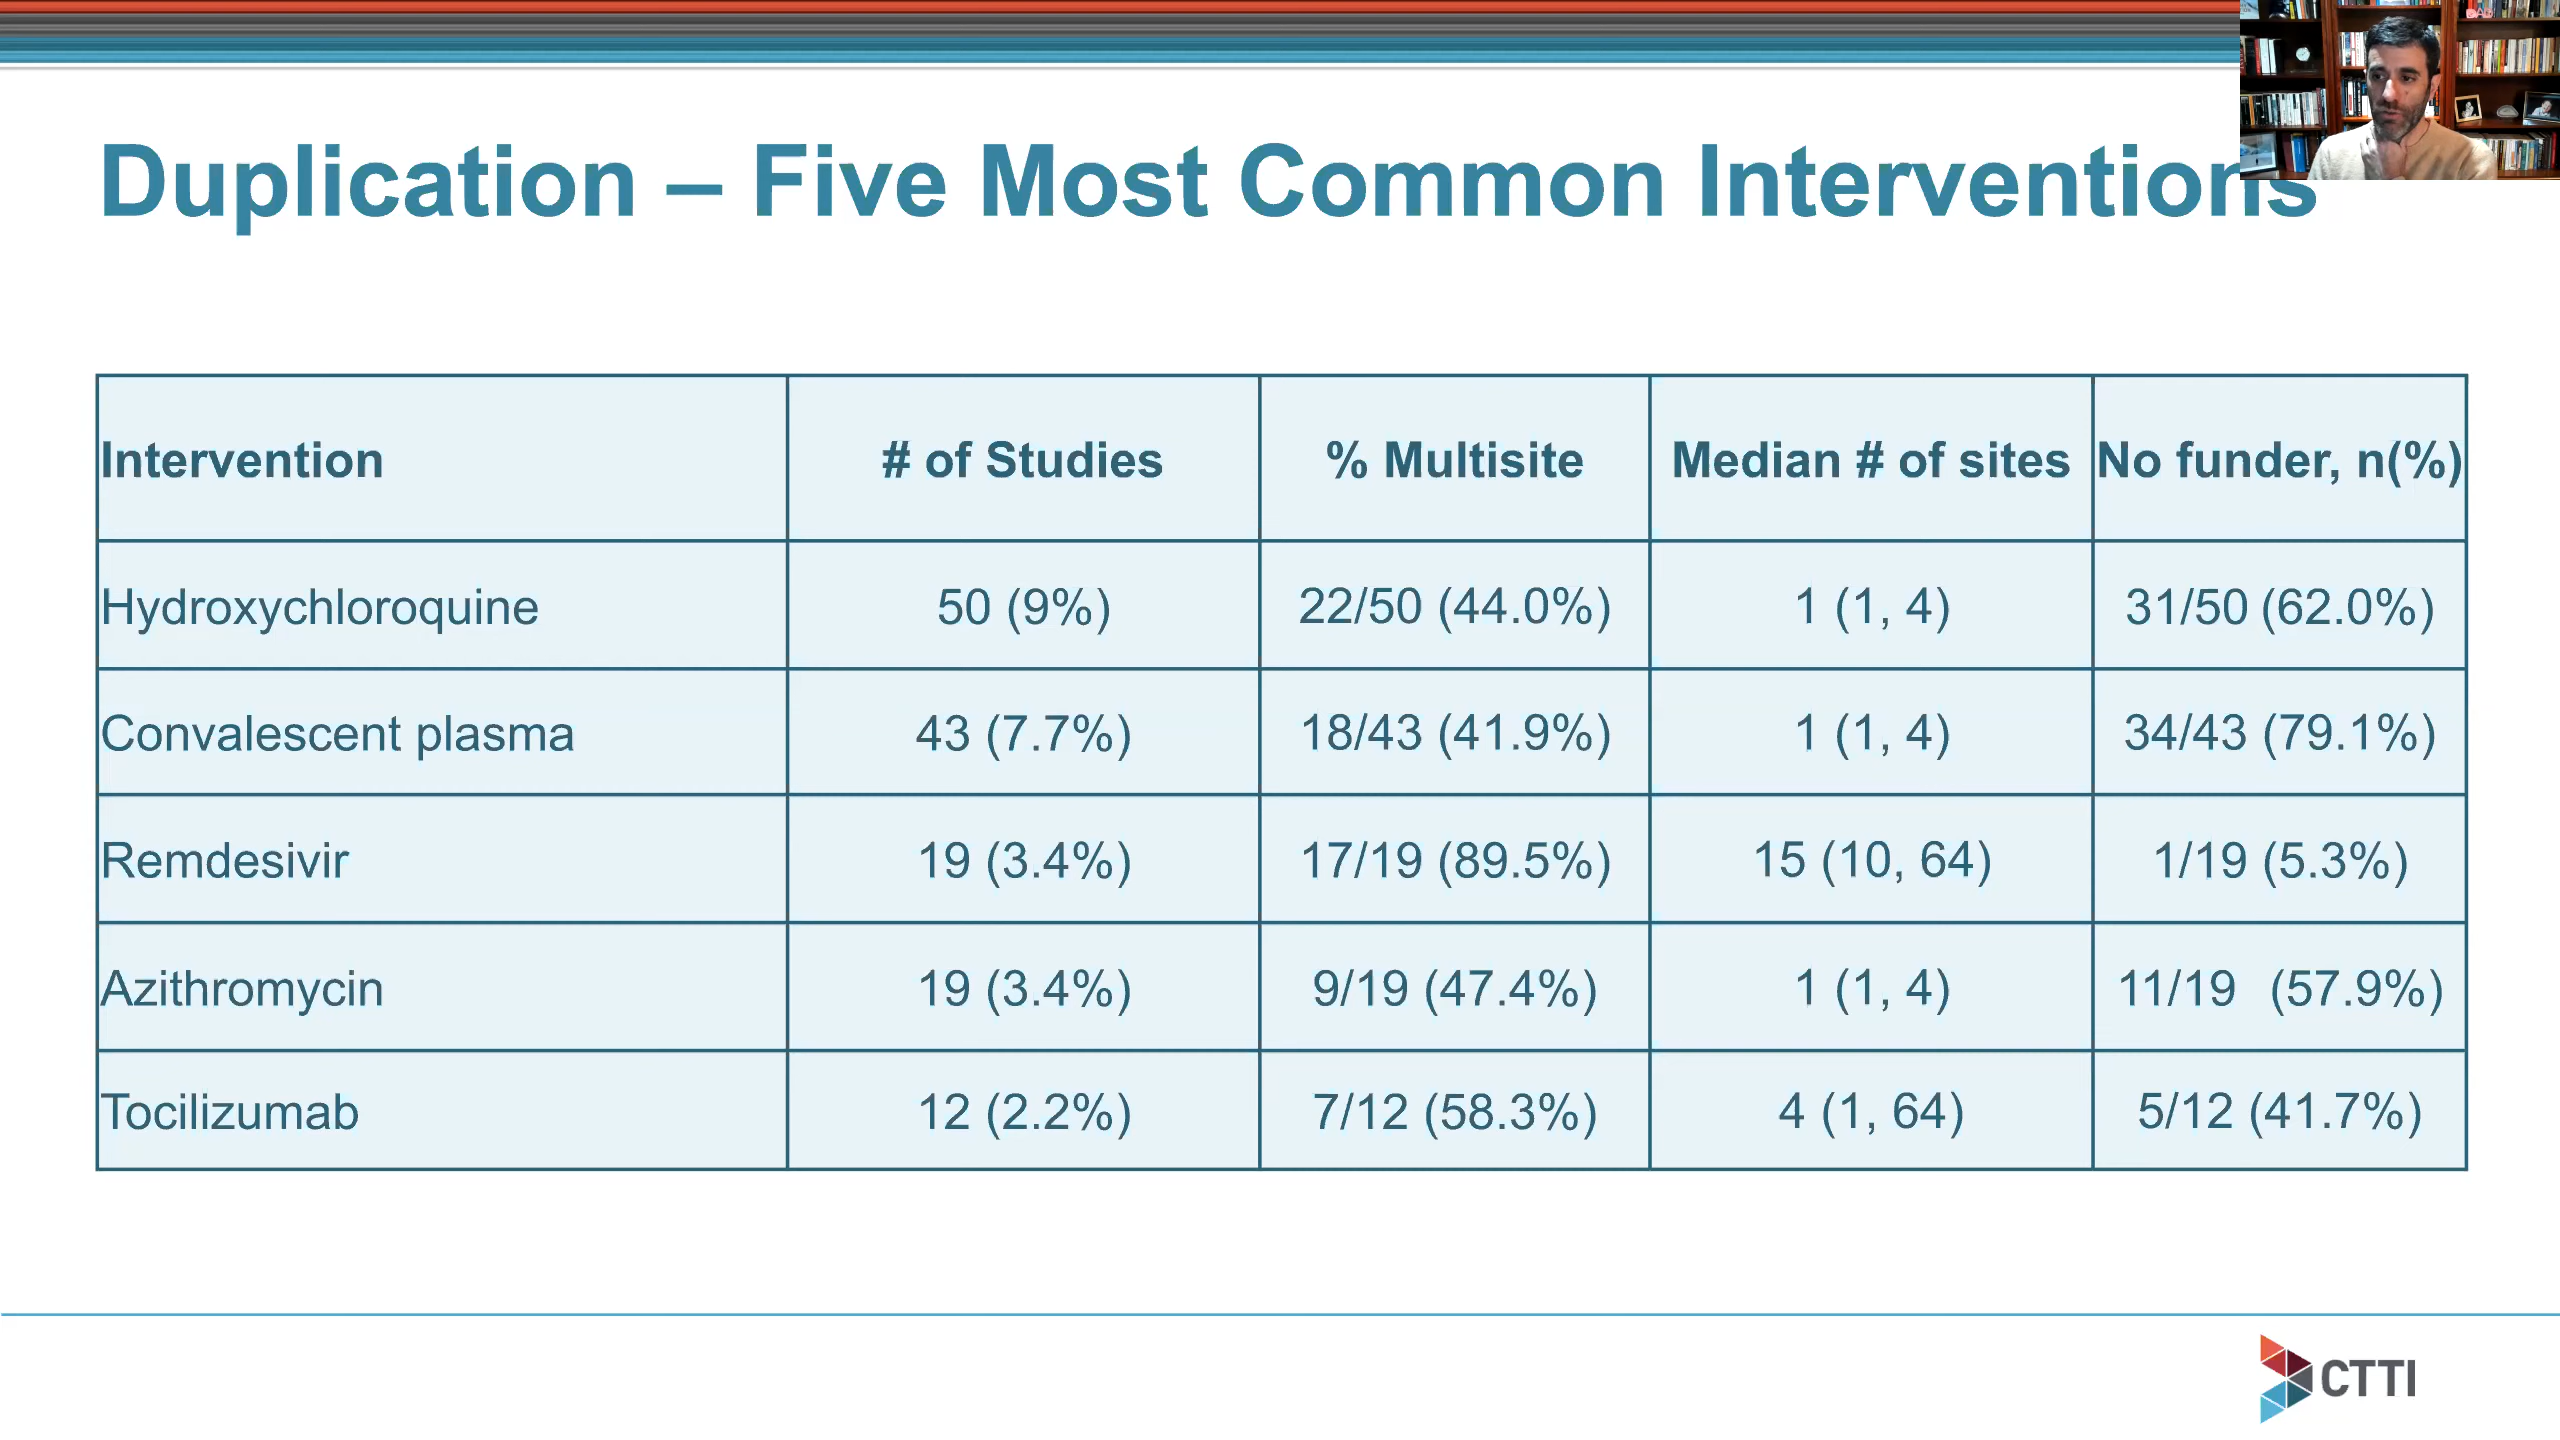 Duplication – Five Most Common Interventions
Intervention # of Studies % Multisite Median # of sites No funder, n(%)
Hydroxychloroquine 50 (9%) 22/50 (44.0%) 1 (1, 4) 31/50 (62.0%)
Convalescent plasma 43 (7.7%) 18/43 (41.9%) 1 (1, 4) 34/43 (79.1%)
Remdesivir 19 (3.4%) 17/19 (89.5%) 15 (10, 64) 1/19 (5.3%)
Azithromycin 19 (3.4%) 9/19 (47.4%) 1 (1, 4) 11/19 (57.9%)
Tocilizumab 12 (2.2%) 7/12 (58.3%) 4 (1, 64) 5/12 (41.7%)
CTTI